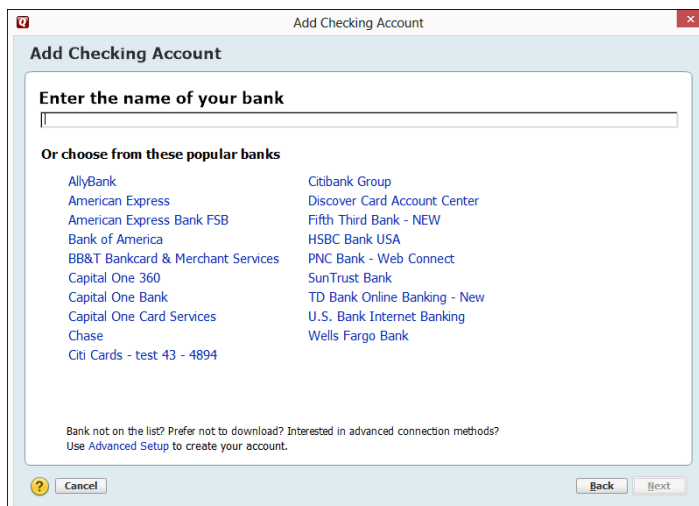 Add Checking Account
Add Checking Account
Enter the name of your bank
Or choose from these popular banks
AllyBank
American Express
American Express Bank FSB
Bank of America
BB&T Bankcard & Merchant Services
Capital One 360
Capital One Bank
Capital One Card Services
Chase
Citi Cards - test 43 - 4894
Citibank Group
Discover Card Account Center
Fifth Third Bank - NEW
HSBC Bank USA
PNC Bank - Web Connect
SunTrust Bank
TD Bank Online Banking - New
U.S. Bank Internet Banking
Wells Fargo Bank
Bank not on the list? Prefer not to download? Interested in advanced connection methods?
Use Advanced Setup to create your account.
? Cancel Back Next